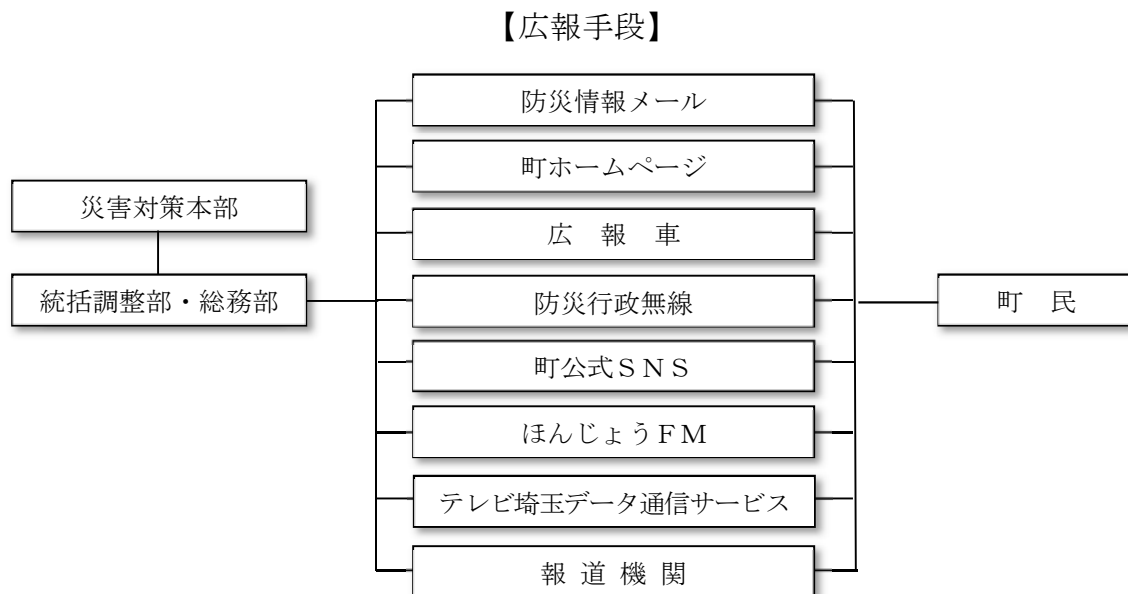 【広報手段】
災害対策本部
統括調整部・総務部
防災情報メール
町ホームページ
広　報　車
防災行政無線
町公式ＳＮＳ
ほんじょうＦＭ
テレビ埼玉データ通信サービス
報 道 機 関
町　民